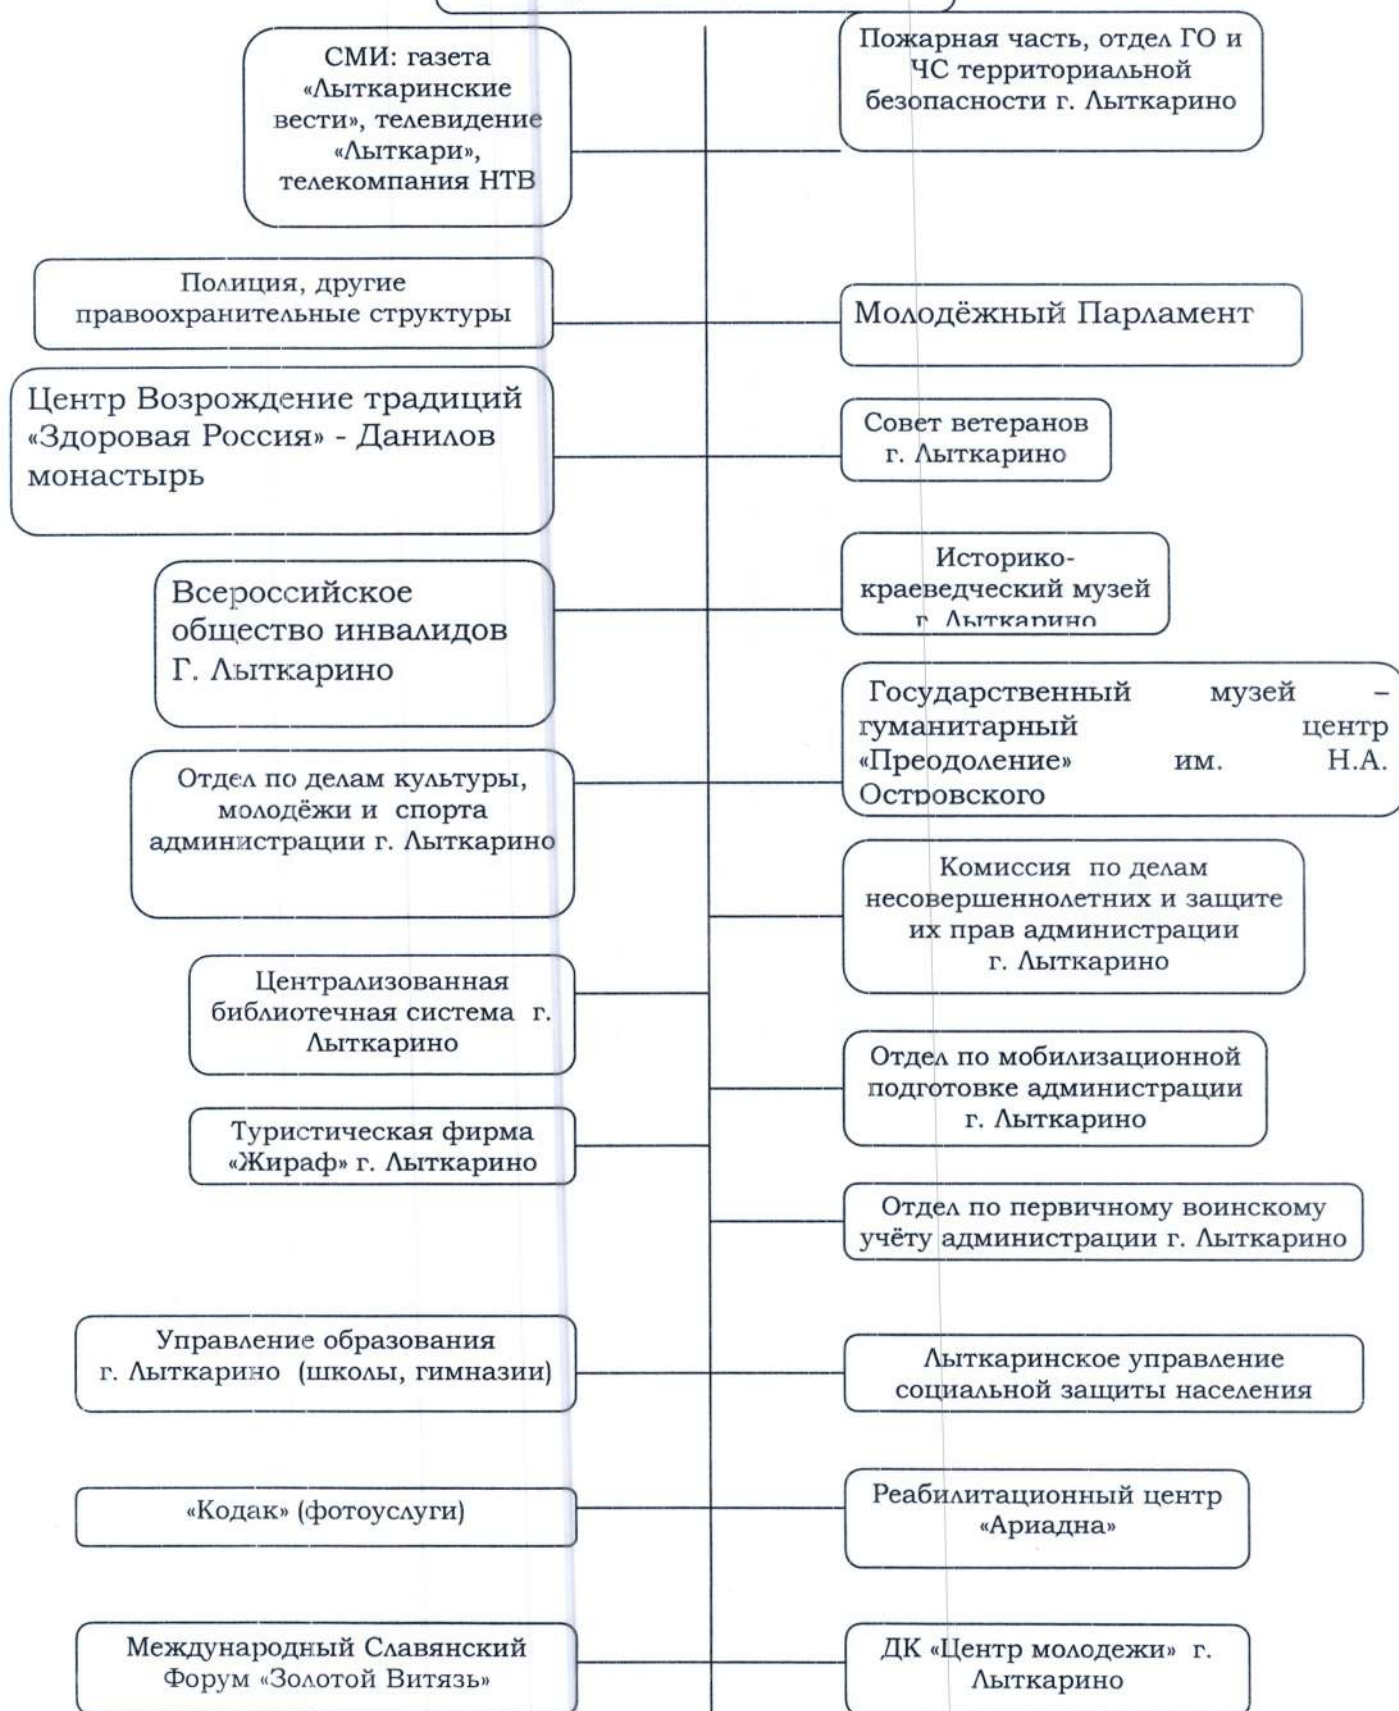 СМИ: газета
«Лыткаринские
вести», телевидение
«Лыткари»,
телекомпания НТВ
Пожарная часть, отдел ГО и
ЧС территориальной
безопасности г. Лыткарино
Полиция, другие
правоохранительные структуры
Молодёжный Парламент
Центр Возрождение традиций
«Здоровая Россия» - Данилов
монастырь
Совет ветеранов
г. Лыткарино
Всероссийское
общество инвалидов
Г. Лыткарино
Историко-
краеведческий музей
г. Лыткарино
Государственный музей –
гуманитарный центр
«Преодоление» им. Н.А.
Островского
Отдел по делам культуры,
молодёжи и спорта
администрации г. Лыткарино
Комиссия по делам
несовершеннолетних и защите
их прав администрации
г. Лыткарино
Централизованная
библиотечная система г.
Лыткарино
Отдел по мобилизационной
подготовке администрации
г. Лыткарино
Туристическая фирма
«Жираф» г. Лыткарино
Отдел по первичному воинскому
учёту администрации г. Лыткарино
Управление образования
г. Лыткарино (школы, гимназии)
Лыткаринское управление
социальной защиты населения
«Кодак» (фотоуслуги)
Реабилитационный центр
«Ариадна»
Международный Славянский
Форум «Золотой Витязь»
ДК «Центр молодежи» г.
Лыткарино